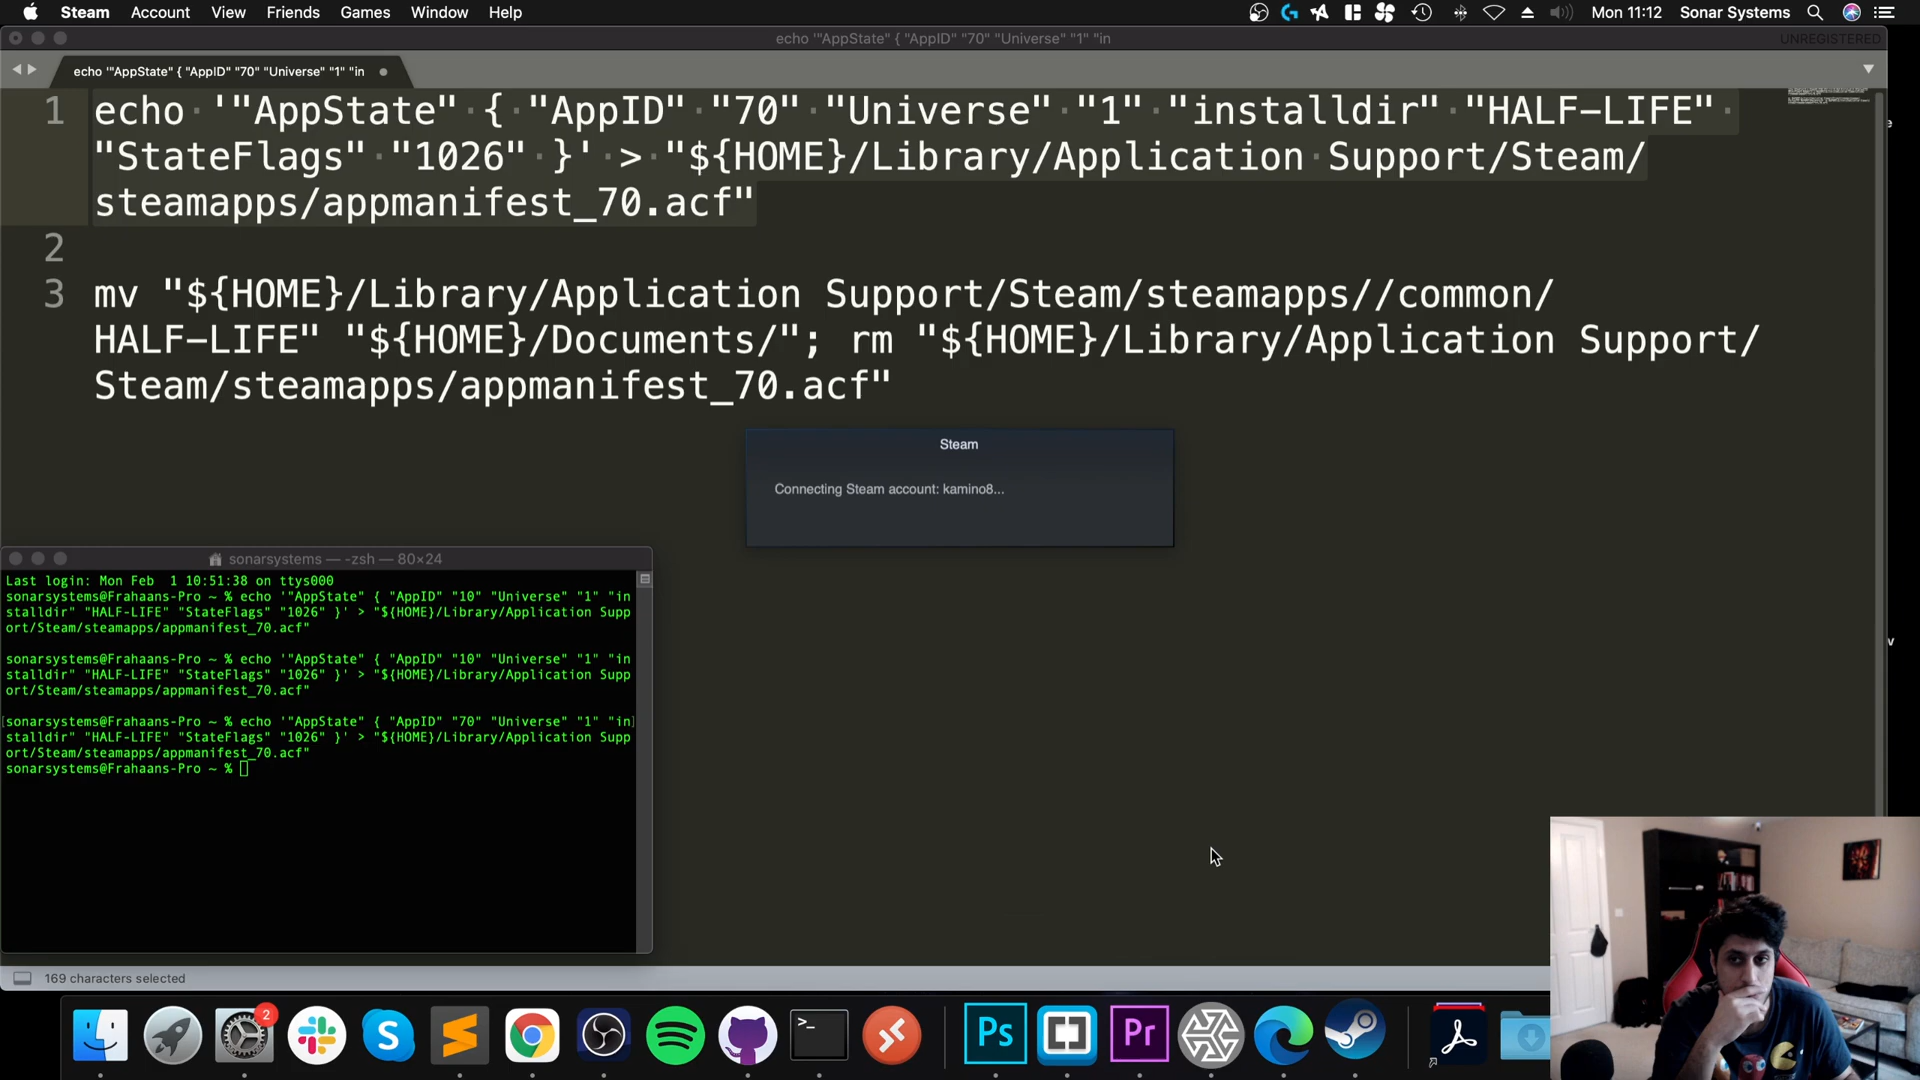 Steam Account View Friends Games Window Help Mon 11:12 Sonar Systems
echo '"AppState" { "AppID" "70" "Universe" "1" "in
UNREGISTERED
echo '"AppState" { "AppID" "70" "Universe" "1" "in
1 echo '"AppState" { "AppID" "70" "Universe" "1" "installdir" "HALF-LIFE"
"StateFlags" "1026" }' > "${HOME}/Library/Application Support/Steam/
steamapps/appmanifest_70.acf"
2
3 mv "${HOME}/Library/Application Support/Steam/steamapps//common/
HALF-LIFE" "${HOME}/Documents/"; rm "${HOME}/Library/Application Support/
Steam/steamapps/appmanifest_70.acf"
Steam
Connecting Steam account: kamino8...
sonarsystems — -zsh — 80×24
Last login: Mon Feb  1 10:51:38 on ttys000
sonarsystems@Frahaans-Pro ~ % echo '"AppState" { "AppID" "10" "Universe" "1" "in
stalldir" "HALF-LIFE" "StateFlags" "1026" }' > "${HOME}/Library/Application Supp
ort/Steam/steamapps/appmanifest_70.acf"
sonarsystems@Frahaans-Pro ~ % echo '"AppState" { "AppID" "10" "Universe" "1" "in
stalldir" "HALF-LIFE" "StateFlags" "1026" }' > "${HOME}/Library/Application Supp
ort/Steam/steamapps/appmanifest_70.acf"
[sonarsystems@Frahaans-Pro ~ % echo '"AppState" { "AppID" "70" "Universe" "1" "in]
stalldir" "HALF-LIFE" "StateFlags" "1026" }' > "${HOME}/Library/Application Supp
ort/Steam/steamapps/appmanifest_70.acf"
sonarsystems@Frahaans-Pro ~ %
169 characters selected
2
>_
Ps
Pr